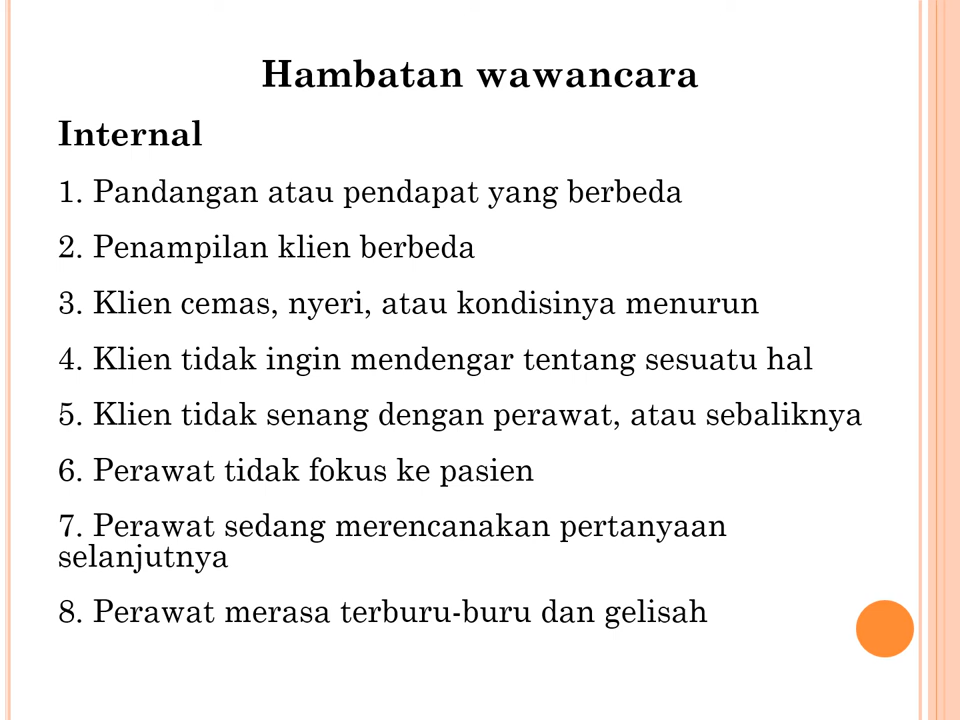 Hambatan wawancara
Internal
1. Pandangan atau pendapat yang berbeda
2. Penampilan klien berbeda
3. Klien cemas, nyeri, atau kondisinya menurun
4. Klien tidak ingin mendengar tentang sesuatu hal
5. Klien tidak senang dengan perawat, atau sebaliknya
6. Perawat tidak fokus ke pasien
7. Perawat sedang merencanakan pertanyaan
selanjutnya
8. Perawat merasa terburu-buru dan gelisah